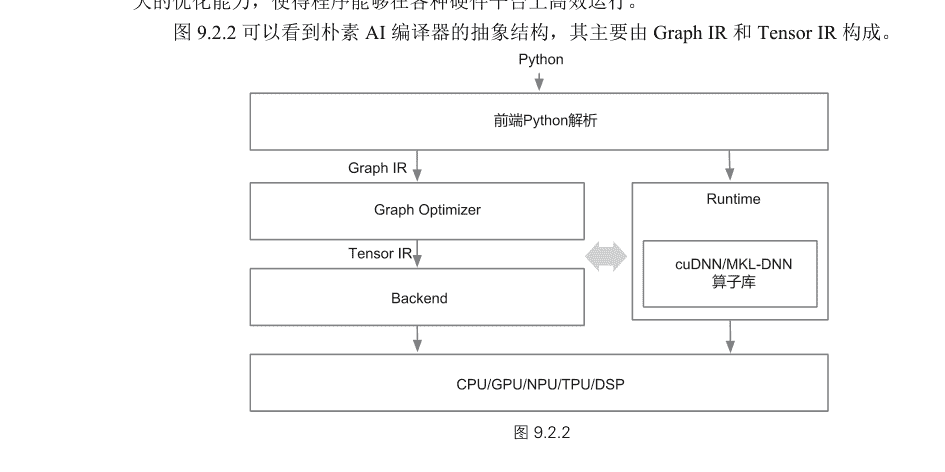 大的优化能力，使得程序能够在各种硬件平台上高效运行。
图 9.2.2 可以看到朴素 AI 编译器的抽象结构，其主要由 Graph IR 和 Tensor IR 构成。
Python
前端Python解析
Graph IR
Graph Optimizer
Runtime
Tensor IR
cuDNN/MKL-DNN
算子库
Backend
CPU/GPU/NPU/TPU/DSP
图 9.2.2